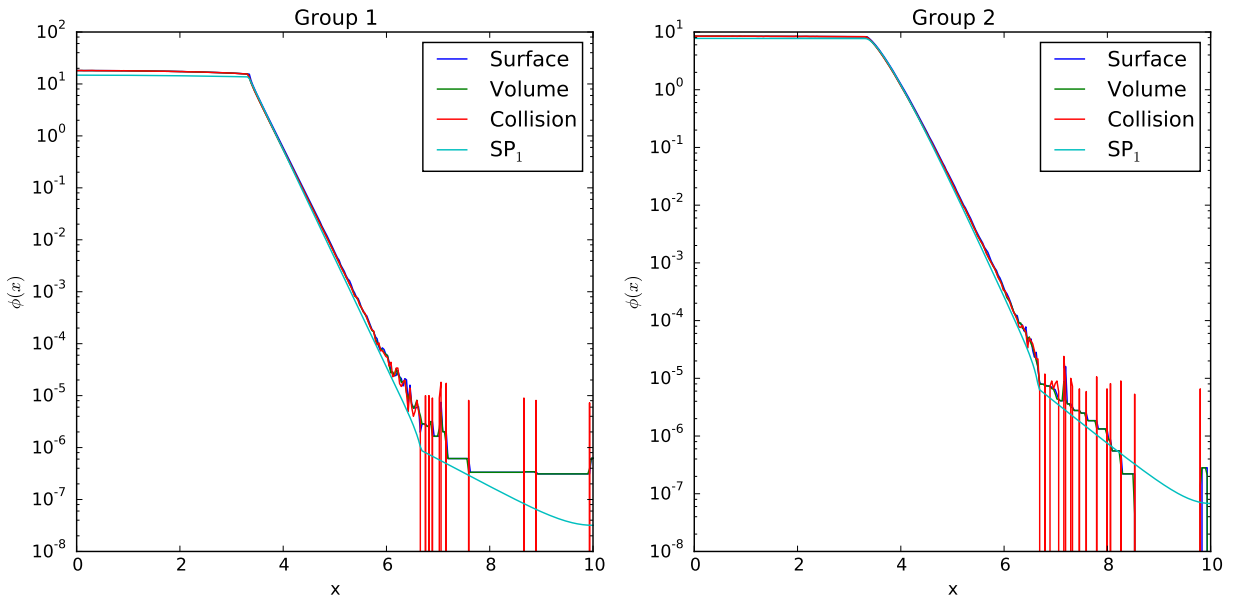 Group 1
10^2
10^1
10^0
10^-1
10^-2
10^-3
10^-4
10^-5
10^-6
10^-7
10^-8
ϕ(x)
0 2 4 6 8 10
x
Surface
Volume
Collision
SP₁
Group 2
10^1
10^0
10^-1
10^-2
10^-3
10^-4
10^-5
10^-6
10^-7
10^-8
ϕ(x)
0 2 4 6 8 10
x
Surface
Volume
Collision
SP₁